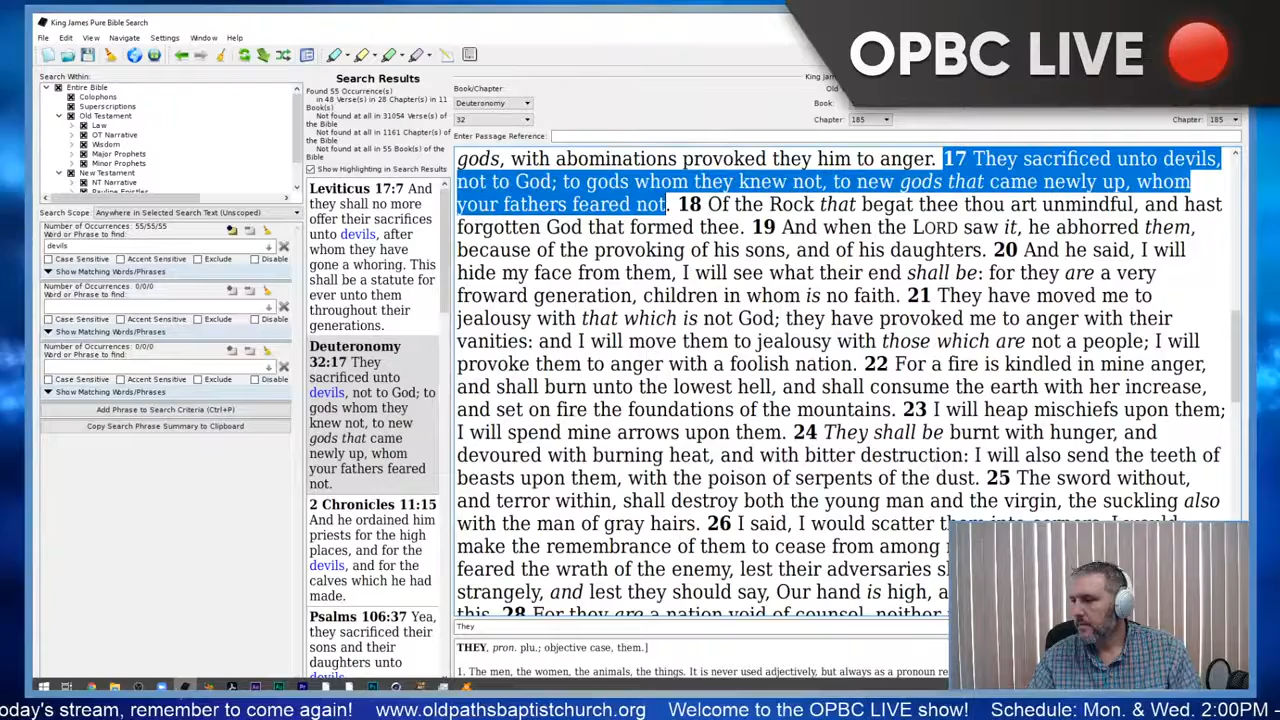 King James Pure Bible Search
OPBC LIVE
File Edit View Navigate Settings Window Help
Search Within:
Entire Bible
Colophons
Superscriptions
Old Testament
Law
OT Narrative
Wisdom
Major Prophets
Minor Prophets
New Testament
NT Narrative
Pauline Epistles
Search Scope: Anywhere in Selected Search Text (Unsorted)
Number of Occurrences: 55/55/55
Word or Phrase to find:
devils
Case Sensitive Accent Sensitive Exclude Disable
Show Matching Words/Phrases
Number of Occurrences: 0/0/0
Word or Phrase to find:
Case Sensitive Accent Sensitive Exclude Disable
Show Matching Words/Phrases
Number of Occurrences: 0/0/0
Word or Phrase to find:
Case Sensitive Accent Sensitive Exclude Disable
Show Matching Words/Phrases
Add Phrase to Search Criteria (Ctrl+P)
Copy Search Phrase Summary to Clipboard
Search Results
Found 55 Occurrence(s)
in 48 Verse(s) in 28 Chapter(s) in 11
Book(s)
Not found at all in 31054 Verse(s) of
the Bible
Not found at all in 1161 Chapter(s) of
the Bible
Not found at all in 55 Book(s) of the
Bible
Show Highlighting in Search Results
Leviticus 17:7 And
they shall no more
offer their sacrifices
unto devils, after
whom they have
gone a whoring. This
shall be a statute for
ever unto them
throughout their
generations.
Deuteronomy
32:17 They
sacrificed unto
devils, not to God; to
gods whom they
knew not, to new
gods that came
newly up, whom
your fathers feared
not.
2 Chronicles 11:15
And he ordained him
priests for the high
places, and for the
devils, and for the
calves which he had
made.
Psalms 106:37 Yea,
they sacrificed their
sons and their
daughters unto
devils.
Book/Chapter:
Deuteronomy
32
Book:
Chapter: 185
Chapter: 185
Enter Passage Reference:
gods, with abominations provoked they him to anger. 17 They sacrificed unto devils,
not to God; to gods whom they knew not, to new gods that came newly up, whom
your fathers feared not. 18 Of the Rock that begat thee thou art unmindful, and hast
forgotten God that formed thee. 19 And when the LORD saw it, he abhorred them,
because of the provoking of his sons, and of his daughters. 20 And he said, I will
hide my face from them, I will see what their end shall be: for they are a very
froward generation, children in whom is no faith. 21 They have moved me to
jealousy with that which is not God; they have provoked me to anger with their
vanities: and I will move them to jealousy with those which are not a people; I will
provoke them to anger with a foolish nation. 22 For a fire is kindled in mine anger,
and shall burn unto the lowest hell, and shall consume the earth with her increase,
and set on fire the foundations of the mountains. 23 I will heap mischiefs upon them;
I will spend mine arrows upon them. 24 They shall be burnt with hunger, and
devoured with burning heat, and with bitter destruction: I will also send the teeth of
beasts upon them, with the poison of serpents of the dust. 25 The sword without,
and terror within, shall destroy both the young man and the virgin, the suckling also
with the man of gray hairs. 26 I said, I would scatter them into corners, I would
make the remembrance of them to cease from among
feared the wrath of the enemy, lest their adversaries
strangely, and lest they should say, Our hand is high,
this. 28 For they are a nation void of counsel, neither
They
THEY, pron. plu.; objective case, them.]
1. The men, the women, the animals, the things. It is never used adjectively, but always as a pronoun
oday's stream, remember to come again! www.oldpathsbaptistchurch.org Welcome to the OPBC LIVE show! Schedule: Mon. & Wed. 2:00PM -